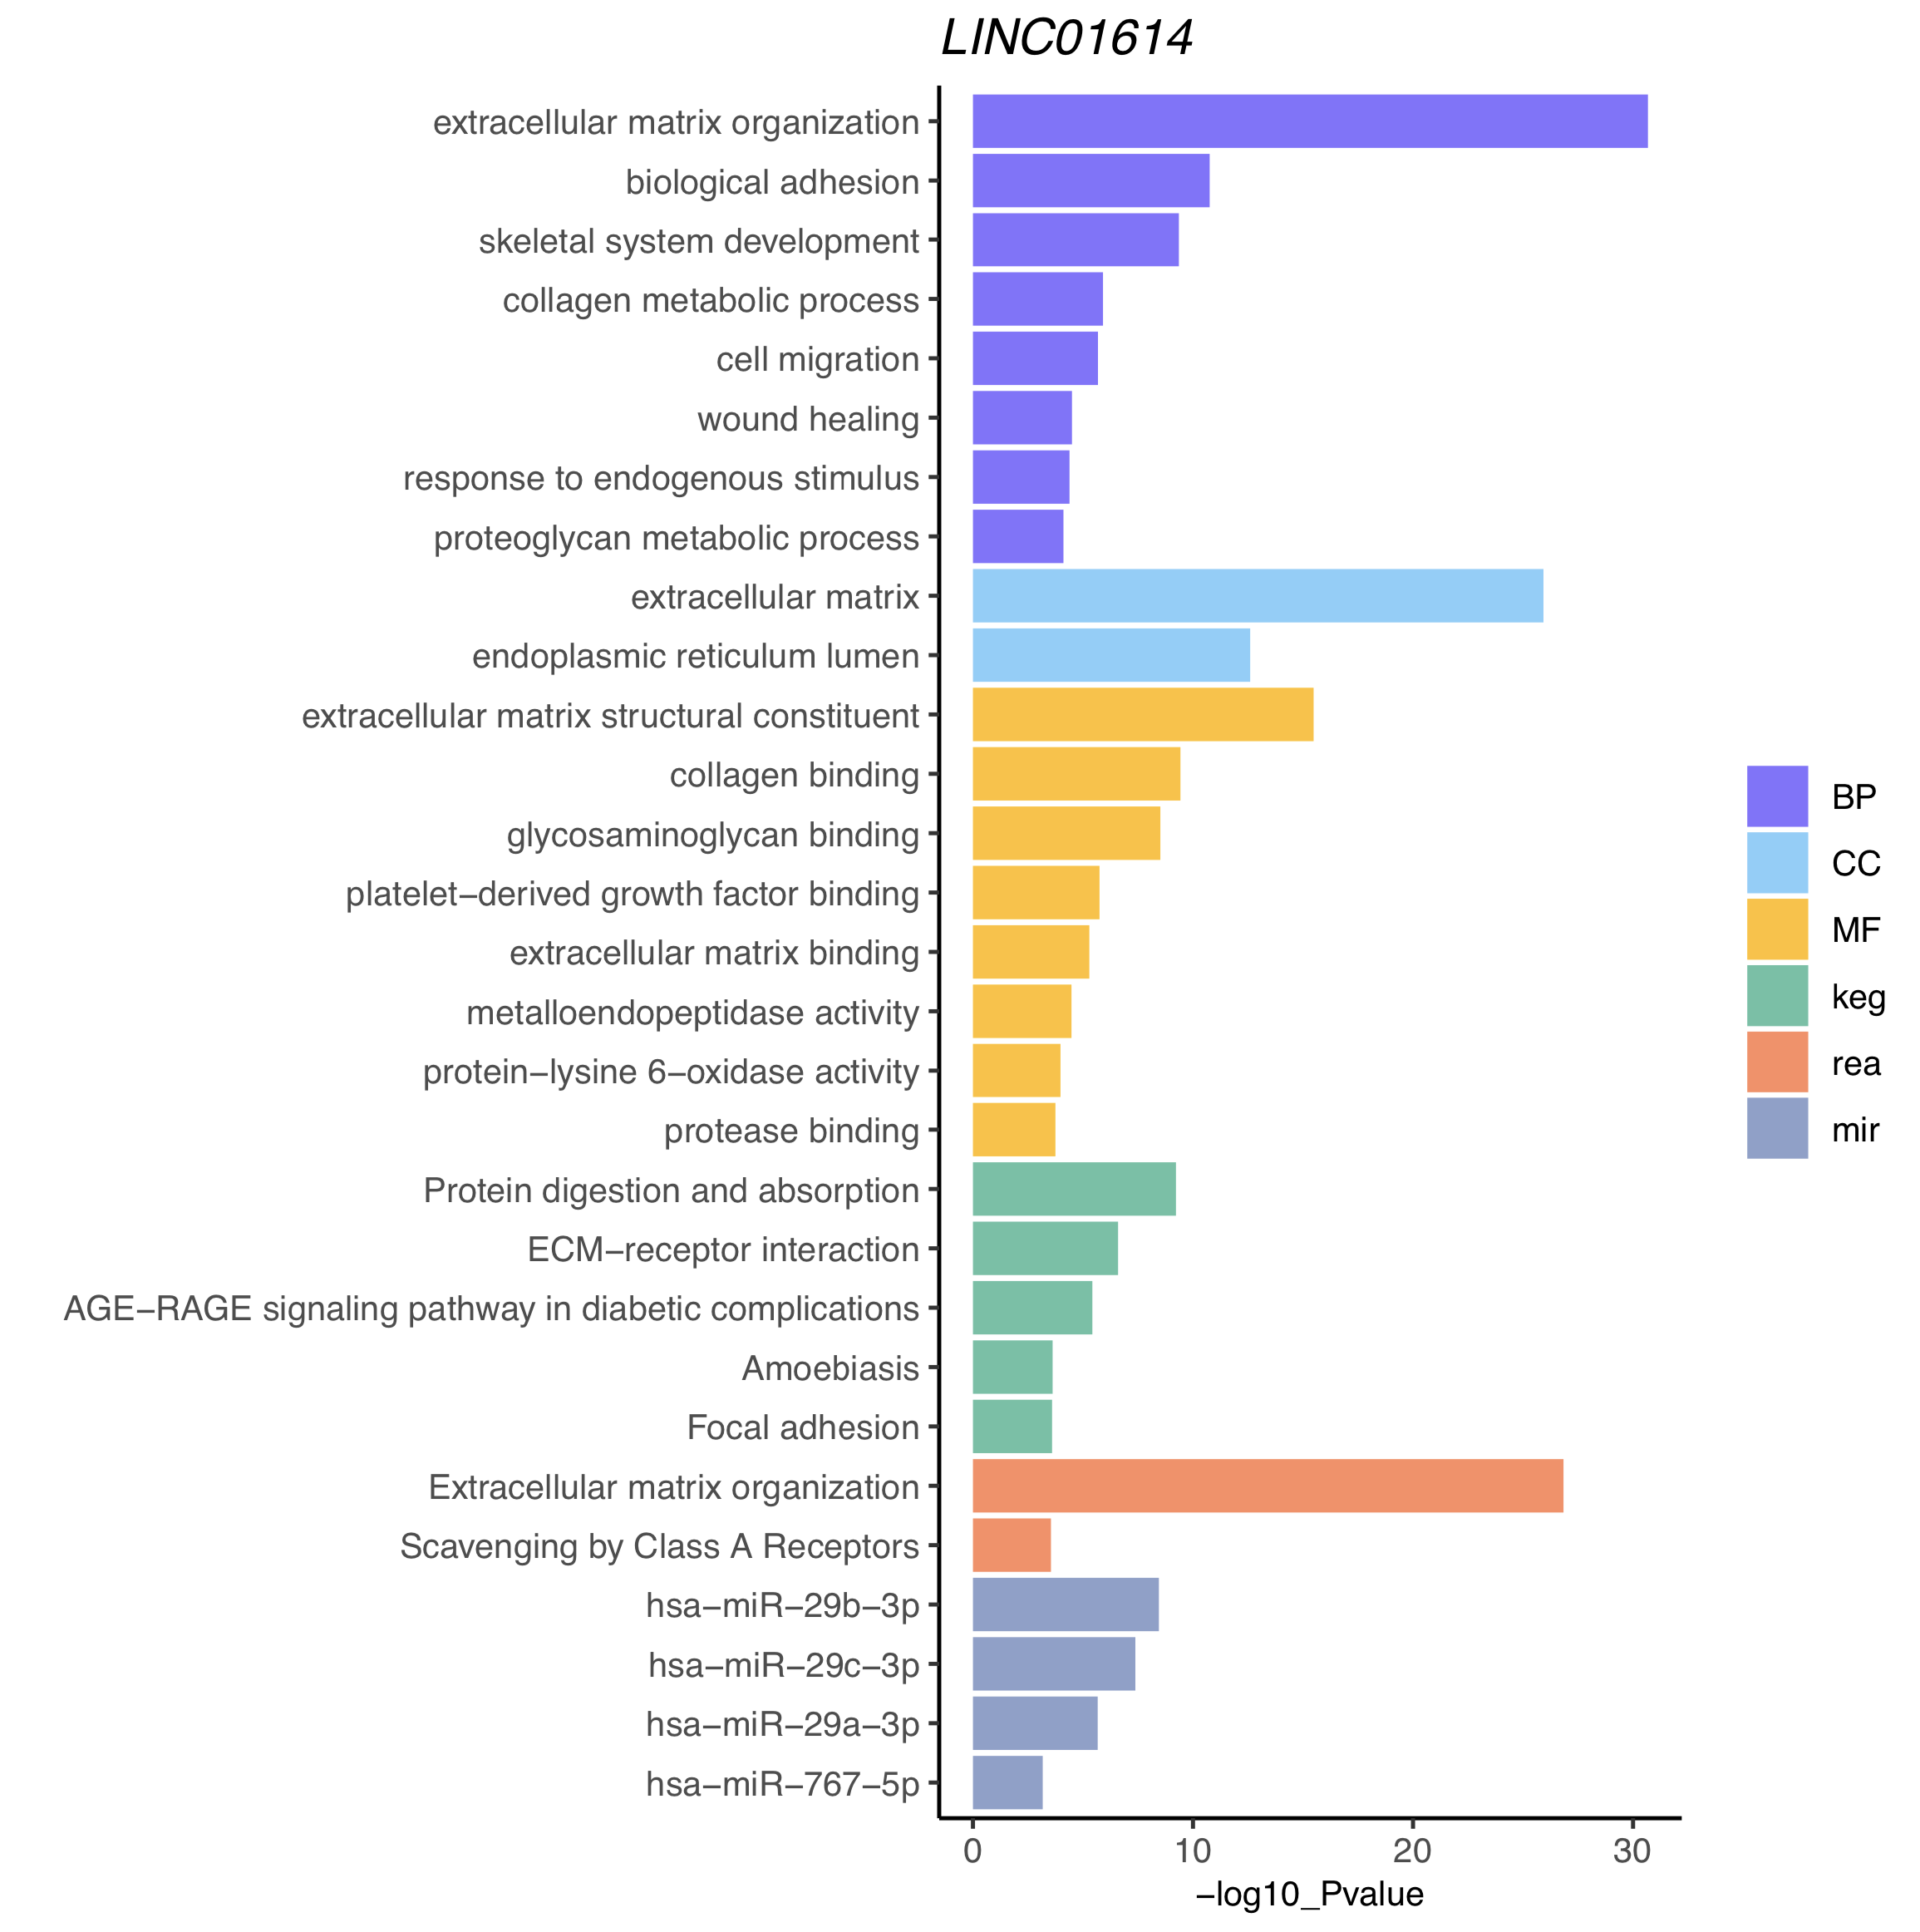 LINC01614
extracellular matrix organization
biological adhesion
skeletal system development
collagen metabolic process
cell migration
wound healing
response to endogenous stimulus
proteoglycan metabolic process
extracellular matrix
endoplasmic reticulum lumen
extracellular matrix structural constituent
collagen binding
glycosaminoglycan binding
platelet−derived growth factor binding
extracellular matrix binding
metalloendopeptidase activity
protein−lysine 6−oxidase activity
protease binding
Protein digestion and absorption
ECM−receptor interaction
AGE−RAGE signaling pathway in diabetic complications
Amoebiasis
Focal adhesion
Extracellular matrix organization
Scavenging by Class A Receptors
hsa−miR−29b−3p
hsa−miR−29c−3p
hsa−miR−29a−3p
hsa−miR−767−5p
0 10 20 30
−log10_Pvalue
BP
CC
MF
keg
rea
mir